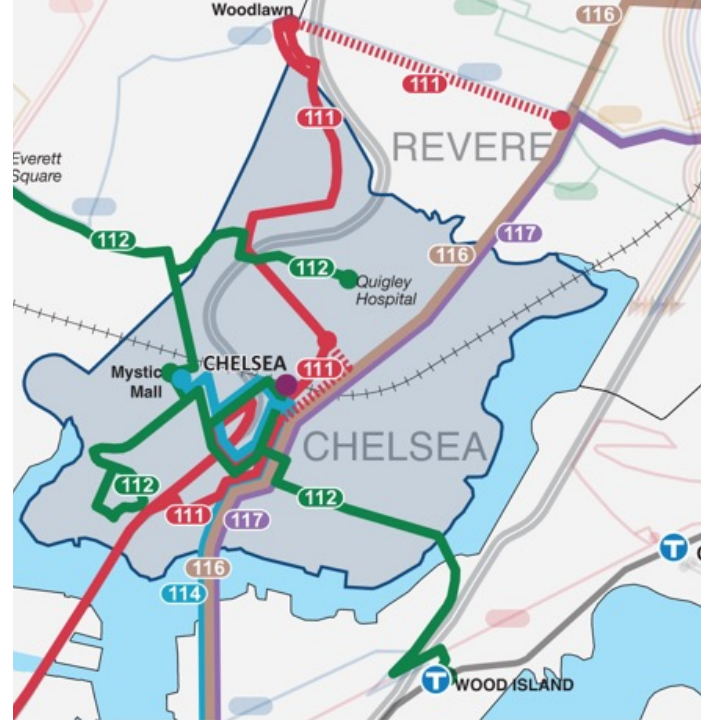 Woodlawn
116
111
111
REVERE
Everett
Square
112
117
116
112
Quigley
Hospital
CHELSEA
Mystic
Mall
111
CHELSEA
112
112
111
117
116
114
T
T
WOOD ISLAND